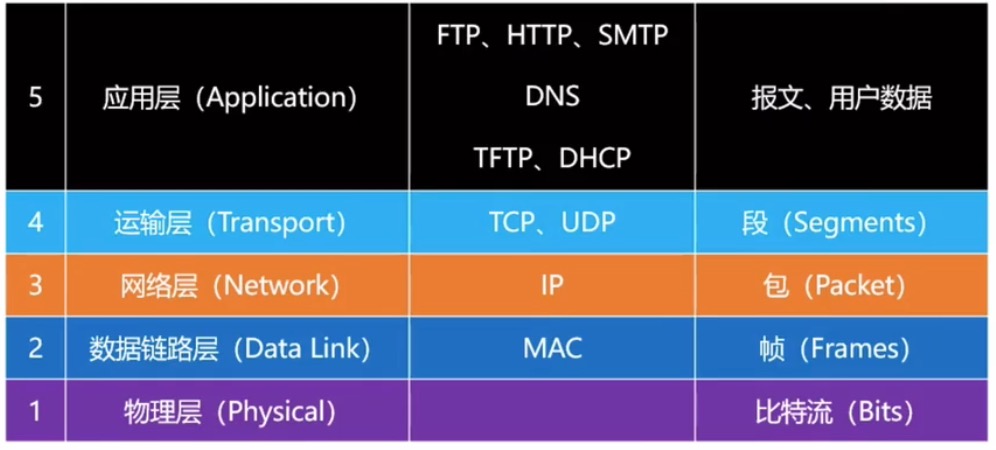 FTP、HTTP、SMTP
5 应用层（Application） DNS 报文、用户数据
TFTP、DHCP
4 运输层（Transport） TCP、UDP 段（Segments）
3 网络层（Network） IP 包（Packet）
2 数据链路层（Data Link） MAC 帧（Frames）
1 物理层（Physical） 比特流（Bits）